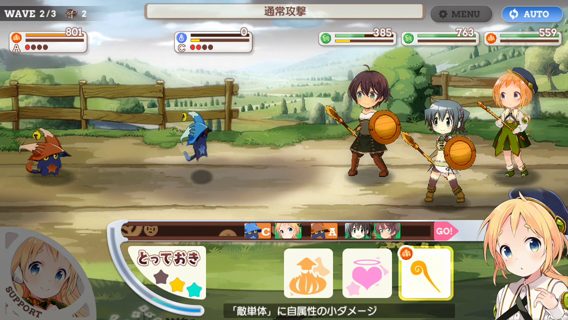 WAVE 2/3 2
通常攻撃
MENU
AUTO
801
A
0
C
385
763
559
C
A
GO!
とっておき
SUPPORT
「敵単体」に自属性の小ダメージ